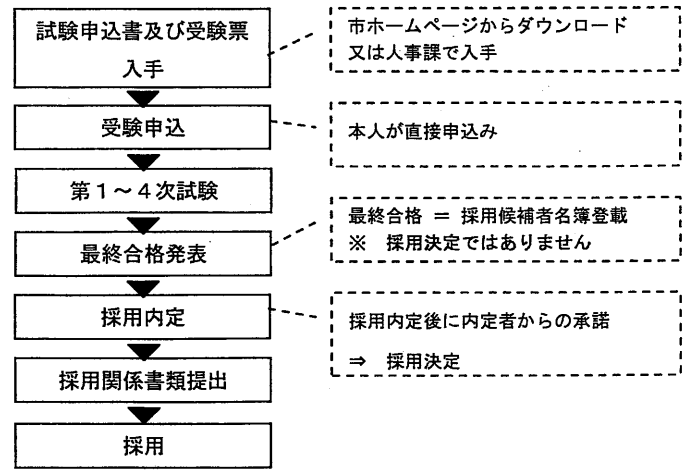 試験申込書及び受験票
入手
市ホームページからダウンロード
又は人事課で入手
受験申込
本人が直接申込み
第1～4次試験
最終合格発表
最終合格 ＝ 採用候補者名簿登載
※ 採用決定ではありません
採用内定
採用内定後に内定者からの承諾
⇒ 採用決定
採用関係書類提出
採用